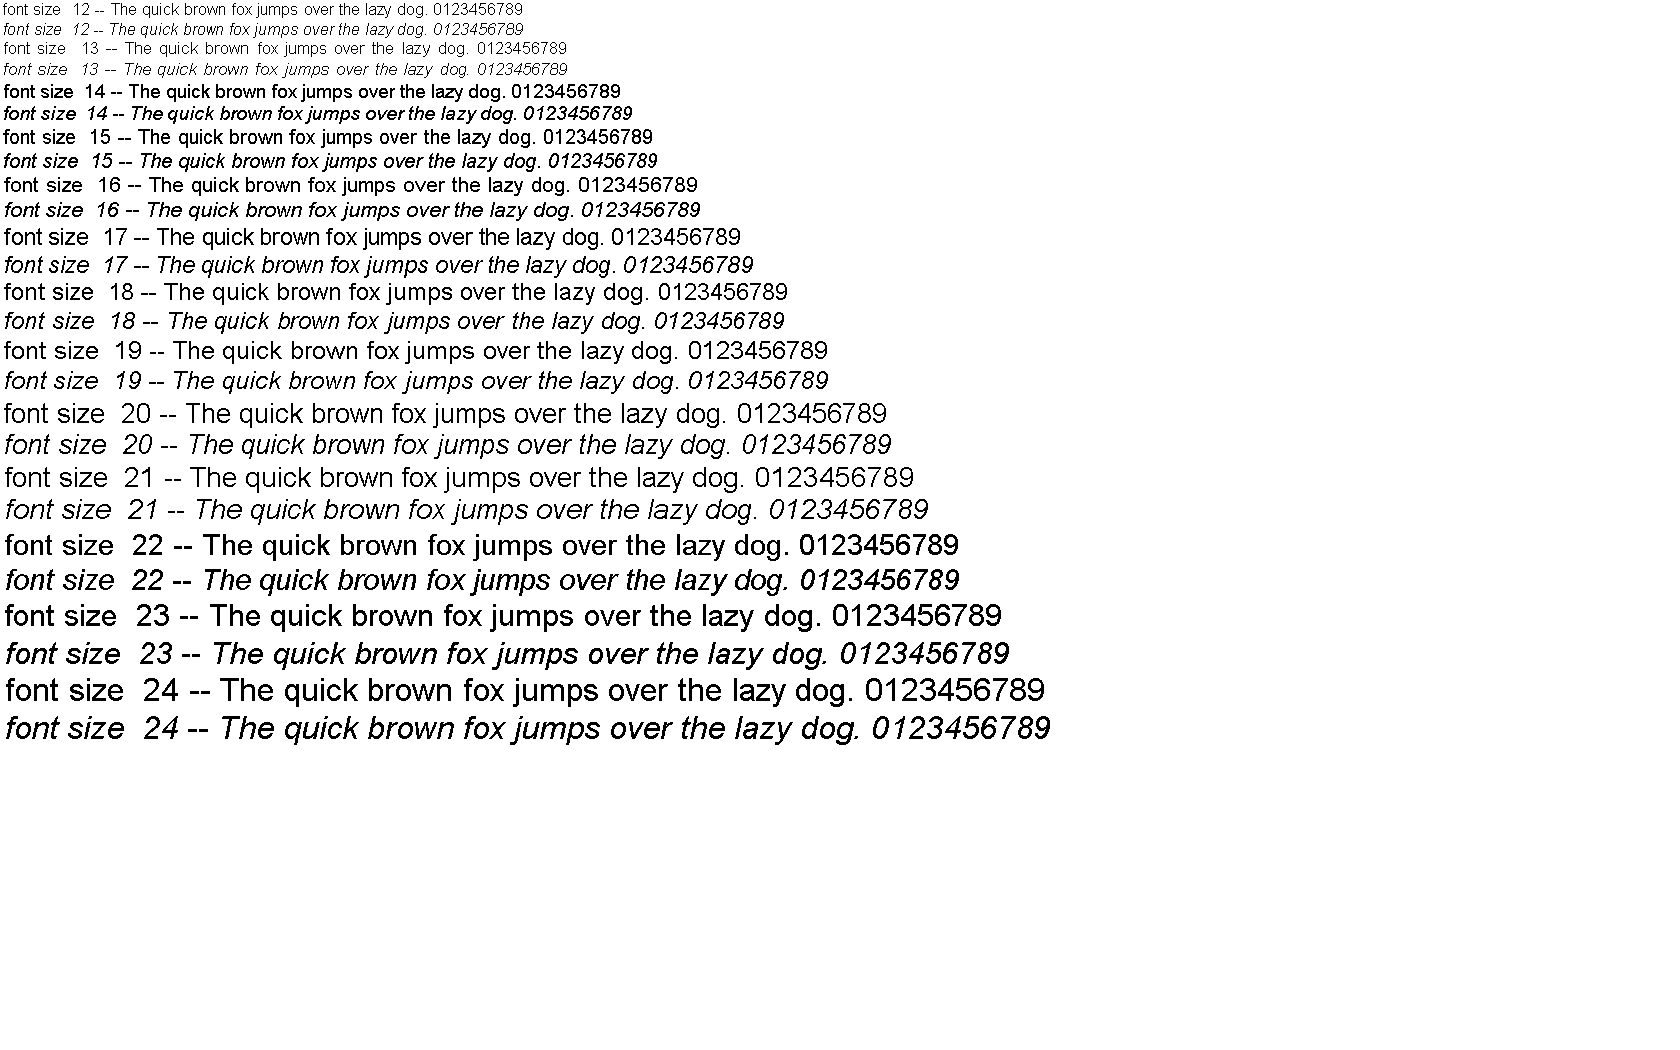 font size  12 -- The quick brown fox jumps over the lazy dog. 0123456789
font size  12 -- The quick brown fox jumps over the lazy dog. 0123456789
font size  13 -- The quick brown fox jumps over the lazy dog. 0123456789
font size  13 -- The quick brown fox jumps over the lazy dog. 0123456789
font size  14 -- The quick brown fox jumps over the lazy dog. 0123456789
font size  14 -- The quick brown fox jumps over the lazy dog. 0123456789
font size  15 -- The quick brown fox jumps over the lazy dog. 0123456789
font size  15 -- The quick brown fox jumps over the lazy dog. 0123456789
font size  16 -- The quick brown fox jumps over the lazy dog. 0123456789
font size  16 -- The quick brown fox jumps over the lazy dog. 0123456789
font size  17 -- The quick brown fox jumps over the lazy dog. 0123456789
font size  17 -- The quick brown fox jumps over the lazy dog. 0123456789
font size  18 -- The quick brown fox jumps over the lazy dog. 0123456789
font size  18 -- The quick brown fox jumps over the lazy dog. 0123456789
font size  19 -- The quick brown fox jumps over the lazy dog. 0123456789
font size  19 -- The quick brown fox jumps over the lazy dog. 0123456789
font size  20 -- The quick brown fox jumps over the lazy dog. 0123456789
font size  20 -- The quick brown fox jumps over the lazy dog. 0123456789
font size  21 -- The quick brown fox jumps over the lazy dog. 0123456789
font size  21 -- The quick brown fox jumps over the lazy dog. 0123456789
font size  22 -- The quick brown fox jumps over the lazy dog. 0123456789
font size  22 -- The quick brown fox jumps over the lazy dog. 0123456789
font size  23 -- The quick brown fox jumps over the lazy dog. 0123456789
font size  23 -- The quick brown fox jumps over the lazy dog. 0123456789
font size  24 -- The quick brown fox jumps over the lazy dog. 0123456789
font size  24 -- The quick brown fox jumps over the lazy dog. 0123456789